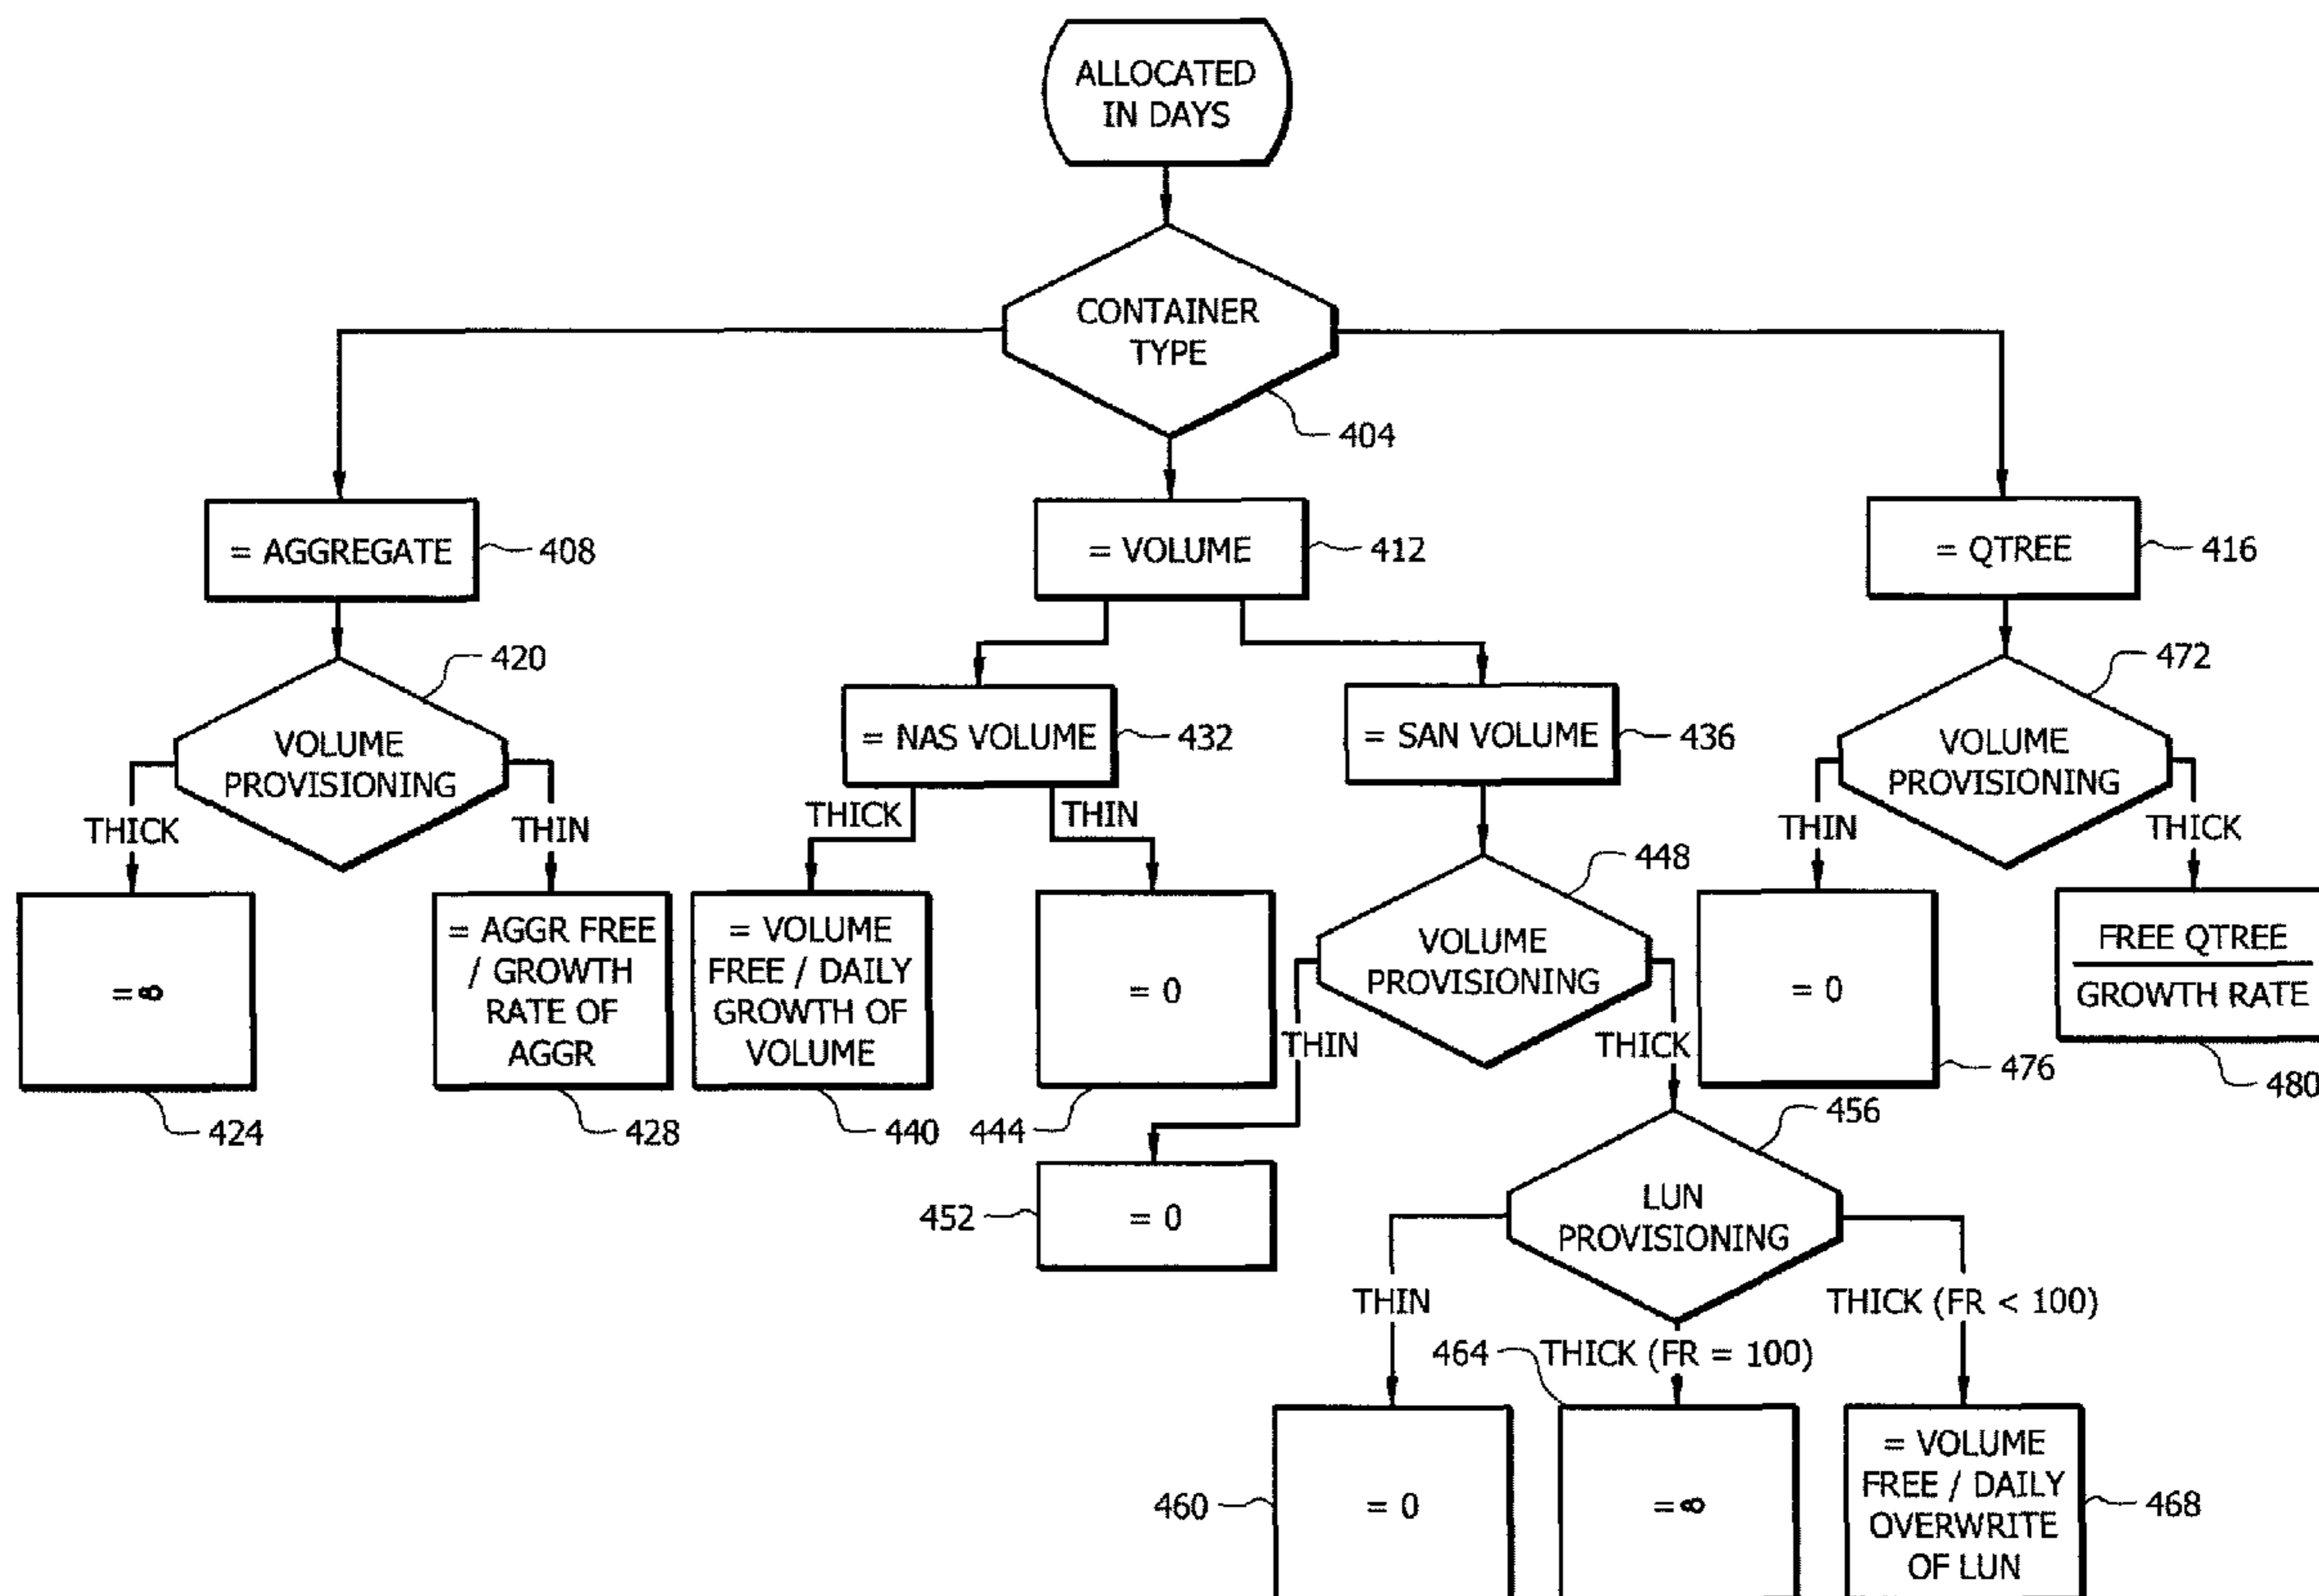 ALLOCATED
IN DAYS
CONTAINER
TYPE
404
= AGGREGATE
408
= VOLUME
412
= QTREE
416
420
VOLUME
PROVISIONING
THICK
THIN
= NAS VOLUME
432
THICK
THIN
= SAN VOLUME
436
472
VOLUME
PROVISIONING
THIN
THICK
= ∞
424
= AGGR FREE
/ GROWTH
RATE OF
AGGR
428
= VOLUME
FREE / DAILY
GROWTH OF
VOLUME
440
= 0
444
448
VOLUME
PROVISIONING
THIN
THICK
= 0
476
FREE QTREE
GROWTH RATE
480
452
= 0
456
LUN
PROVISIONING
THIN
464
THICK (FR = 100)
THICK (FR < 100)
460
= 0
= ∞
= VOLUME
FREE / DAILY
OVERWRITE
OF LUN
468